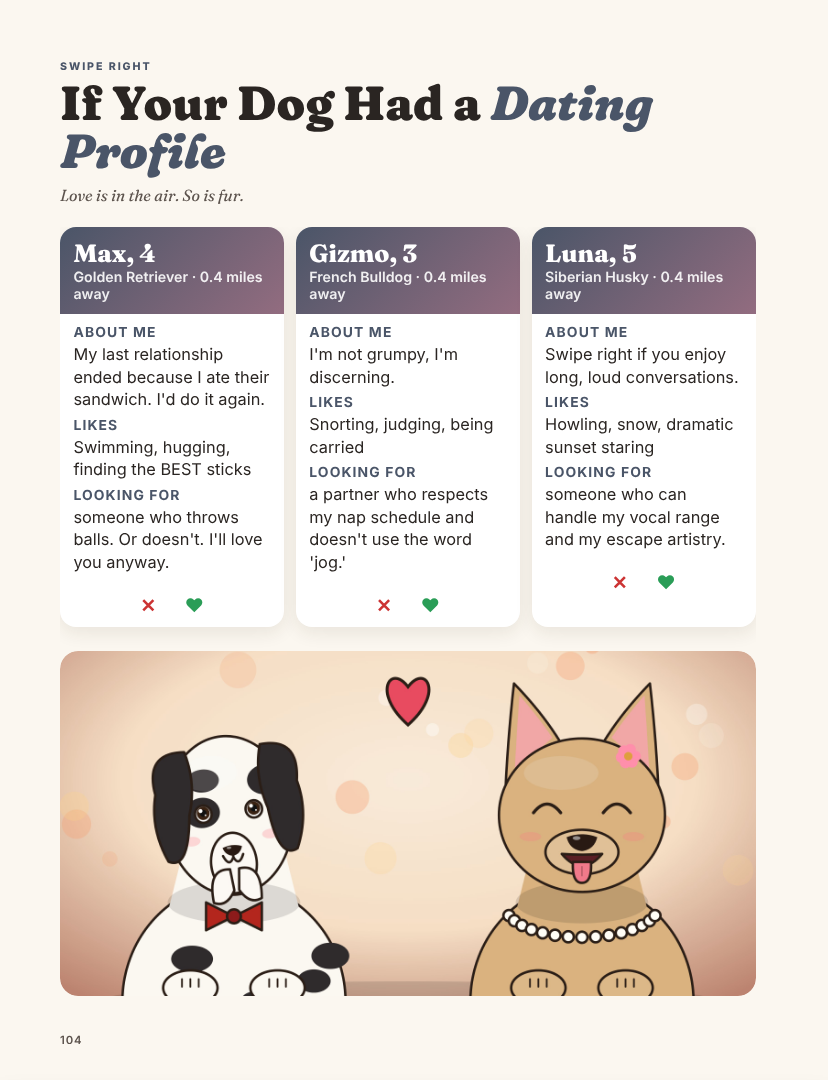 SWIPE RIGHT
If Your Dog Had a Dating
Profile
Love is in the air. So is fur.
Max, 4
Golden Retriever · 0.4 miles
away
ABOUT ME
My last relationship
ended because I ate their
sandwich. I'd do it again.
LIKES
Swimming, hugging,
finding the BEST sticks
LOOKING FOR
someone who throws
balls. Or doesn't. I'll love
you anyway.
Gizmo, 3
French Bulldog · 0.4 miles
away
ABOUT ME
I'm not grumpy, I'm
discerning.
LIKES
Snorting, judging, being
carried
LOOKING FOR
a partner who respects
my nap schedule and
doesn't use the word
'jog.'
Luna, 5
Siberian Husky · 0.4 miles
away
ABOUT ME
Swipe right if you enjoy
long, loud conversations.
LIKES
Howling, snow, dramatic
sunset staring
LOOKING FOR
someone who can
handle my vocal range
and my escape artistry.
104